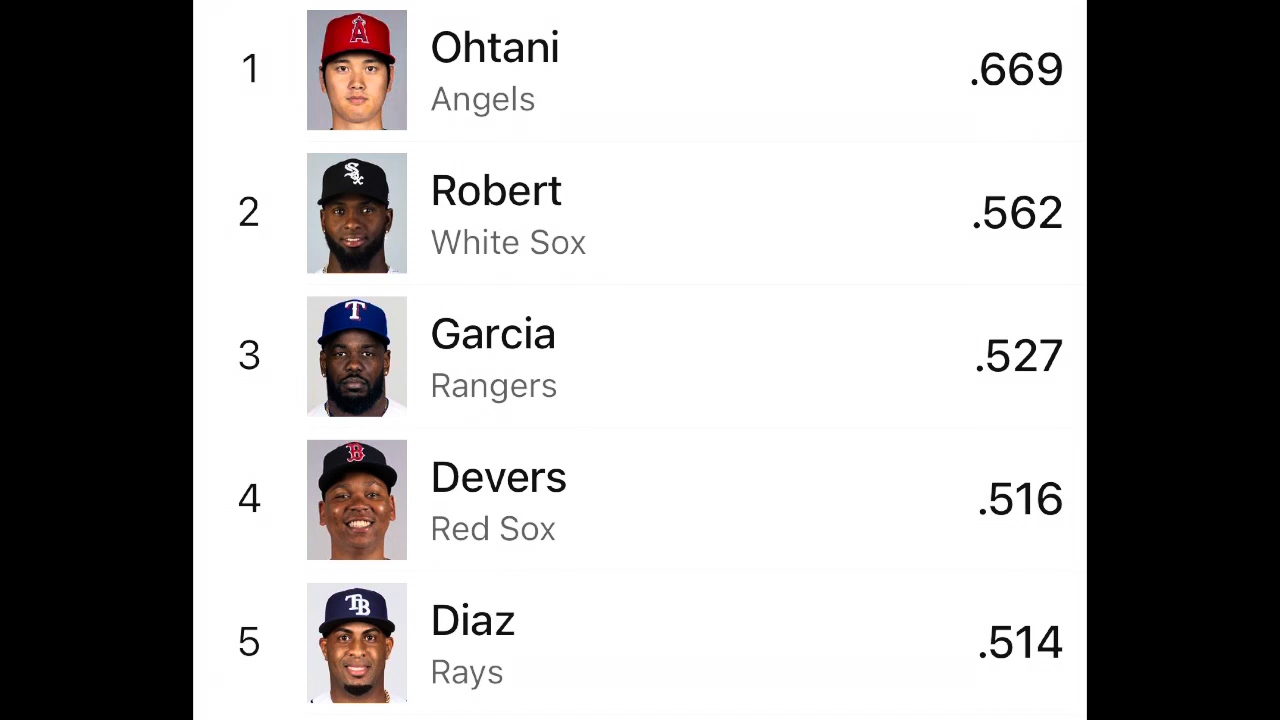 1
Ohtani
Angels
.669
2
Robert
White Sox
.562
3
Garcia
Rangers
.527
4
Devers
Red Sox
.516
5
Diaz
Rays
.514